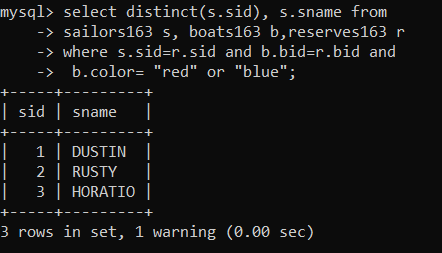 mysql> select distinct(s.sid), s.sname from
    -> sailors163 s, boats163 b,reserves163 r
    -> where s.sid=r.sid and b.bid=r.bid and
    ->  b.color= "red" or "blue";
+-----+---------+
| sid | sname   |
+-----+---------+
|   1 | DUSTIN  |
|   2 | RUSTY   |
|   3 | HORATIO |
+-----+---------+
3 rows in set, 1 warning (0.00 sec)